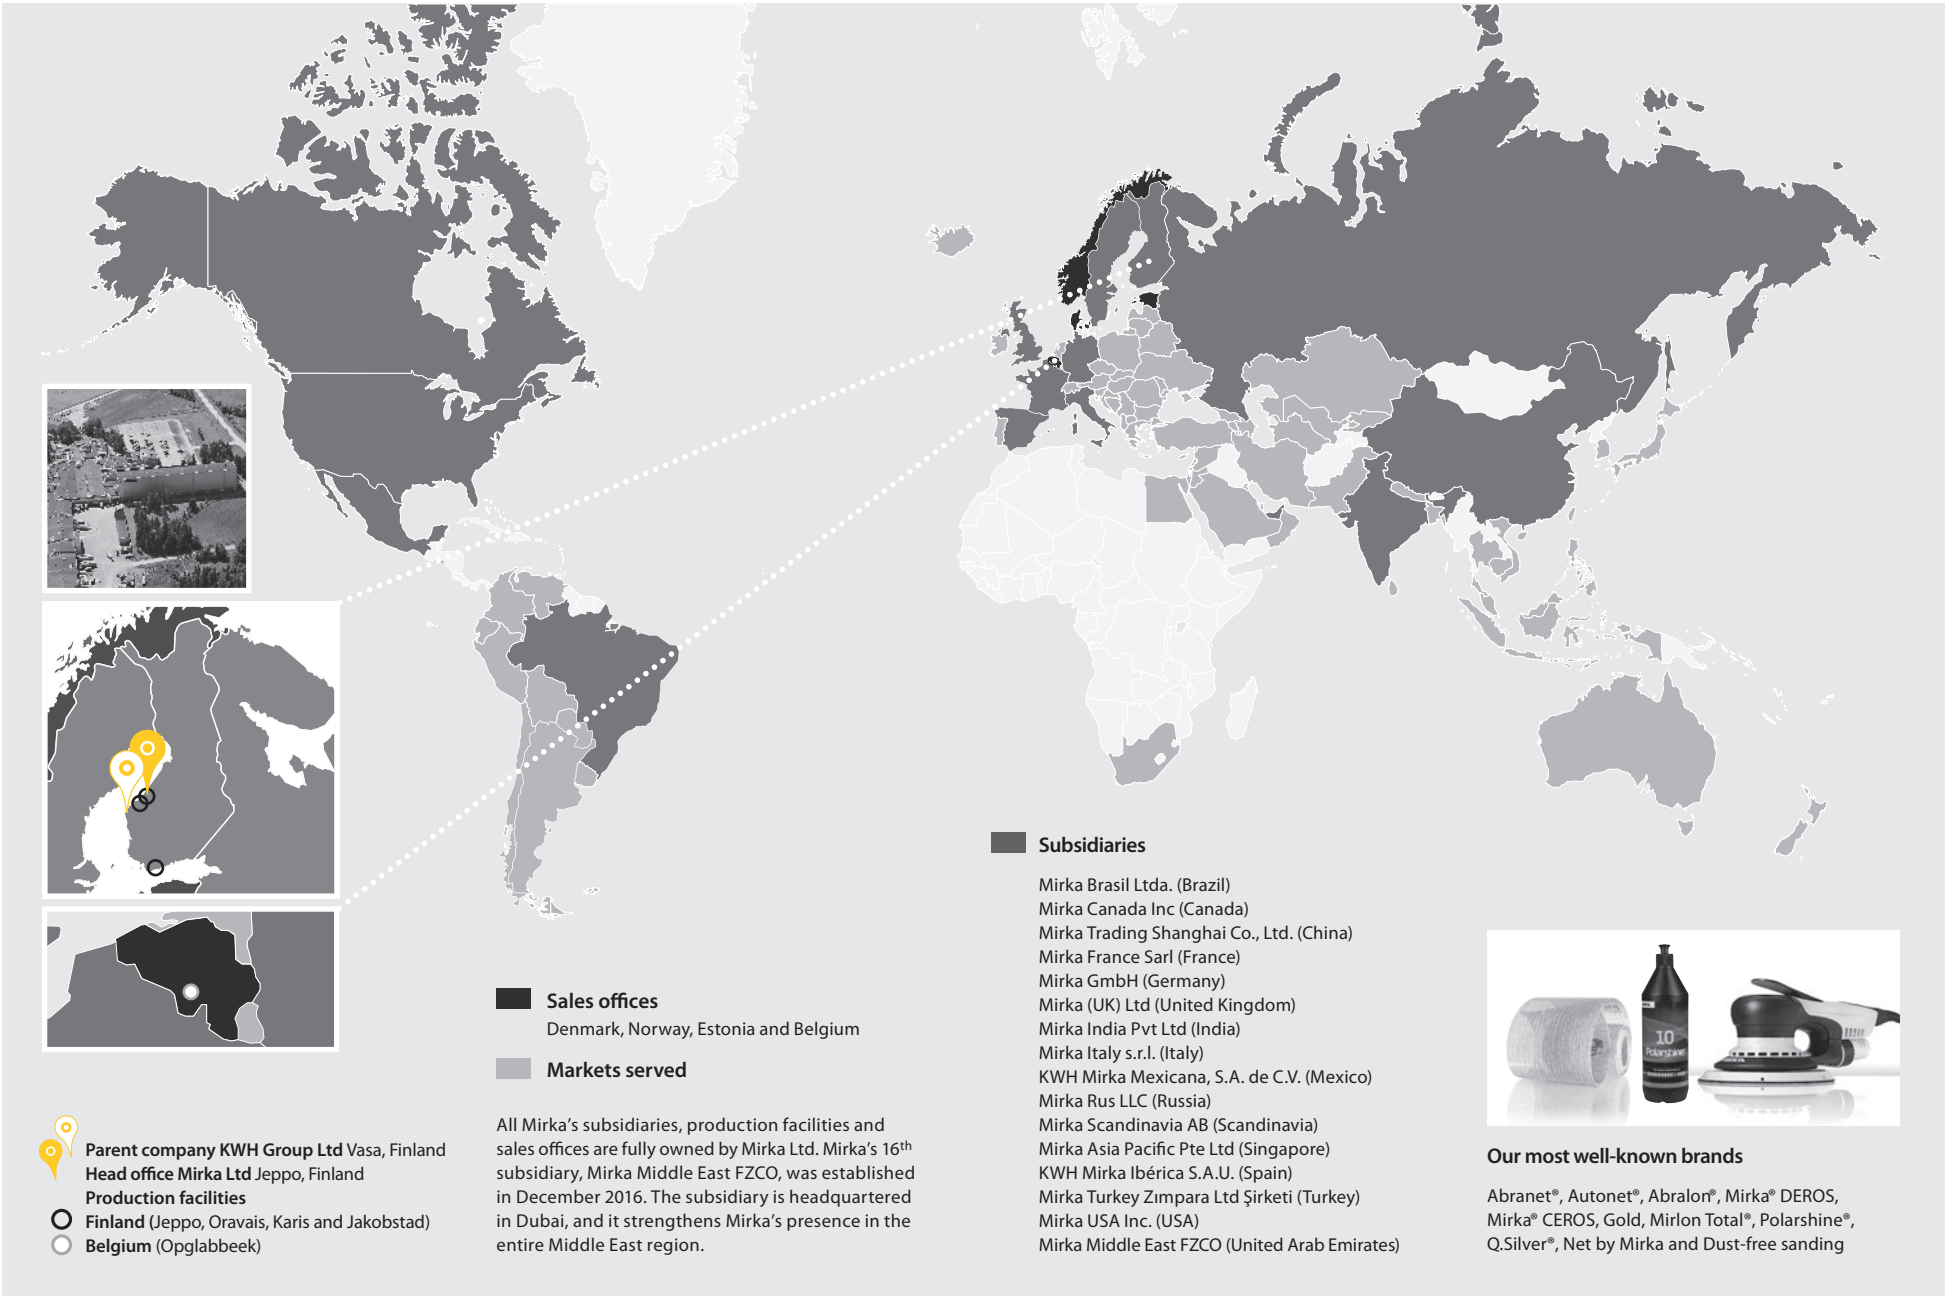 Parent company KWH Group Ltd Vasa, Finland
Head office Mirka Ltd Jeppo, Finland
Production facilities
Finland (Jeppo, Oravais, Karis and Jakobstad)
Belgium (Opglabbeek)
Sales offices
Denmark, Norway, Estonia and Belgium
Markets served
All Mirka’s subsidiaries, production facilities and
sales offices are fully owned by Mirka Ltd. Mirka’s 16th
subsidiary, Mirka Middle East FZCO, was established
in December 2016. The subsidiary is headquartered
in Dubai, and it strengthens Mirka’s presence in the
entire Middle East region.
Subsidiaries
Mirka Brasil Ltda. (Brazil)
Mirka Canada Inc (Canada)
Mirka Trading Shanghai Co., Ltd. (China)
Mirka France Sarl (France)
Mirka GmbH (Germany)
Mirka (UK) Ltd (United Kingdom)
Mirka India Pvt Ltd (India)
Mirka Italy s.r.l. (Italy)
KWH Mirka Mexicana, S.A. de C.V. (Mexico)
Mirka Rus LLC (Russia)
Mirka Scandinavia AB (Scandinavia)
Mirka Asia Pacific Pte Ltd (Singapore)
KWH Mirka Ibérica S.A.U. (Spain)
Mirka Turkey Zımpara Ltd Şirketi (Turkey)
Mirka USA Inc. (USA)
Mirka Middle East FZCO (United Arab Emirates)
10
Polarshine
Our most well-known brands
Abranet®, Autonet®, Abralon®, Mirka® DEROS,
Mirka® CEROS, Gold, Mirlon Total®, Polarshine®,
Q.Silver®, Net by Mirka and Dust-free sanding